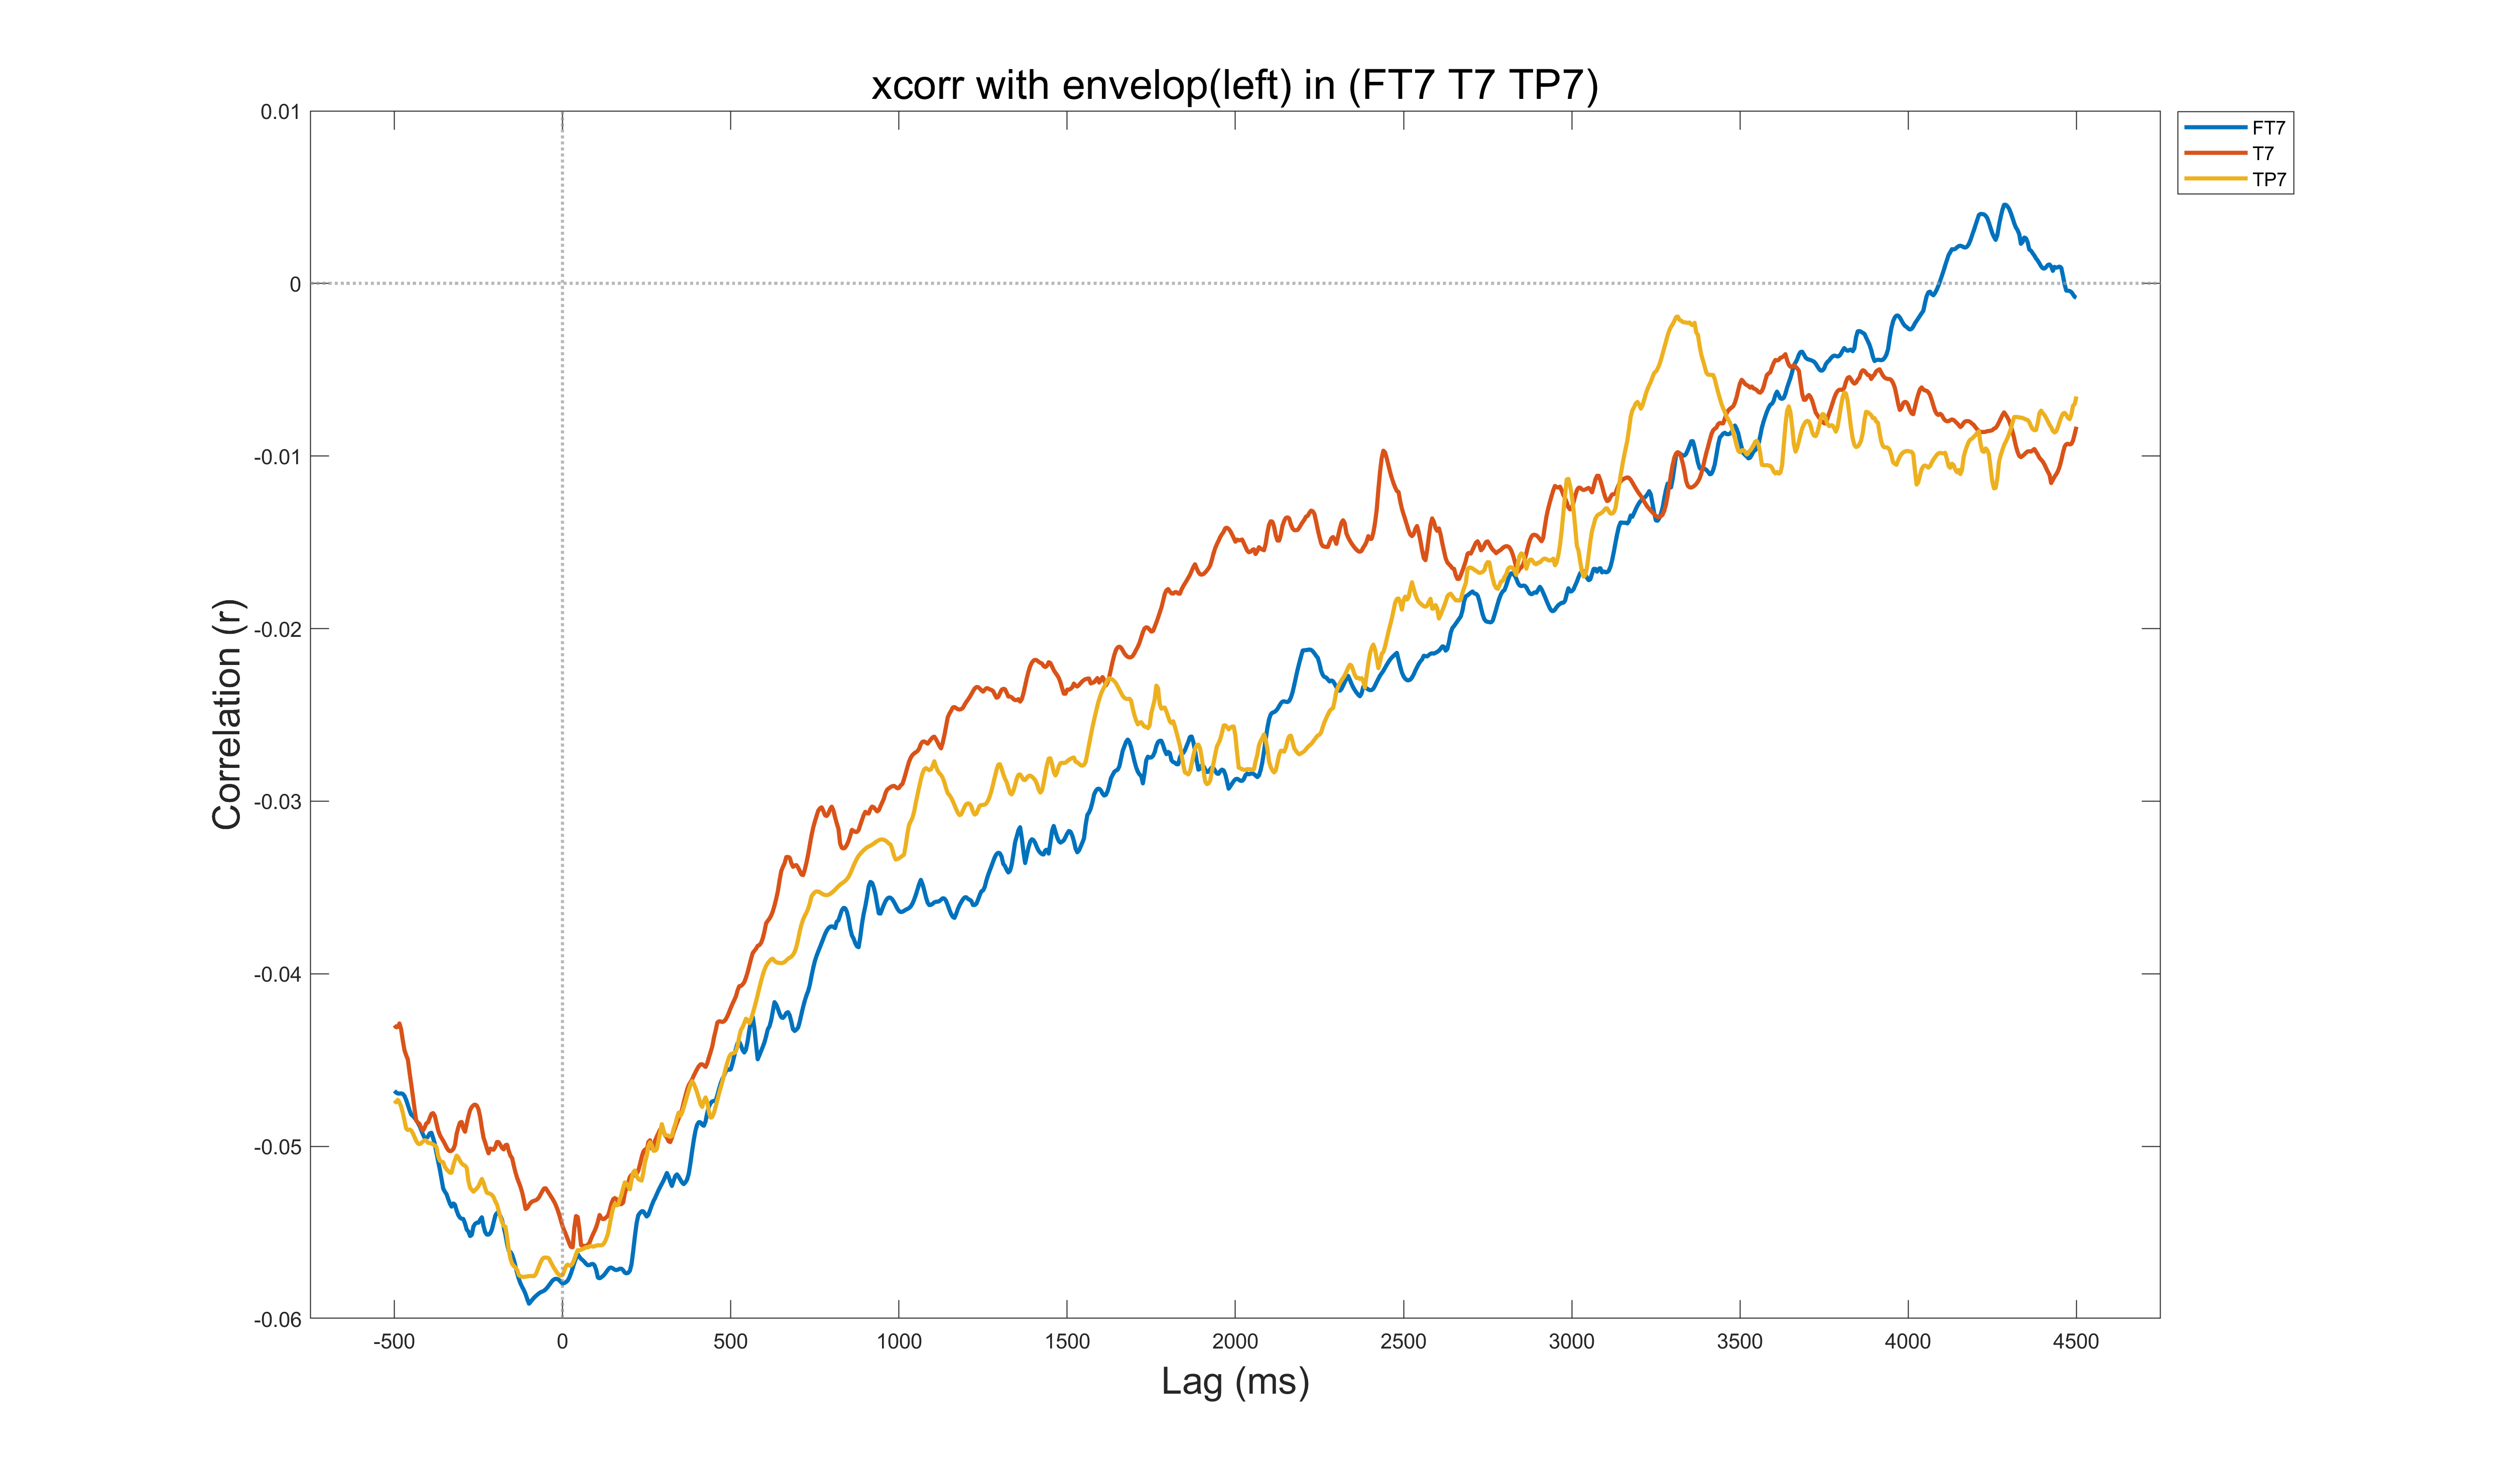 xcorr with envelop(left) in (FT7 T7 TP7)
FT7
T7
TP7
0.01
0
-0.01
-0.02
-0.03
-0.04
-0.05
-0.06
Correlation (r)
-500 0 500 1000 1500 2000 2500 3000 3500 4000 4500
Lag (ms)